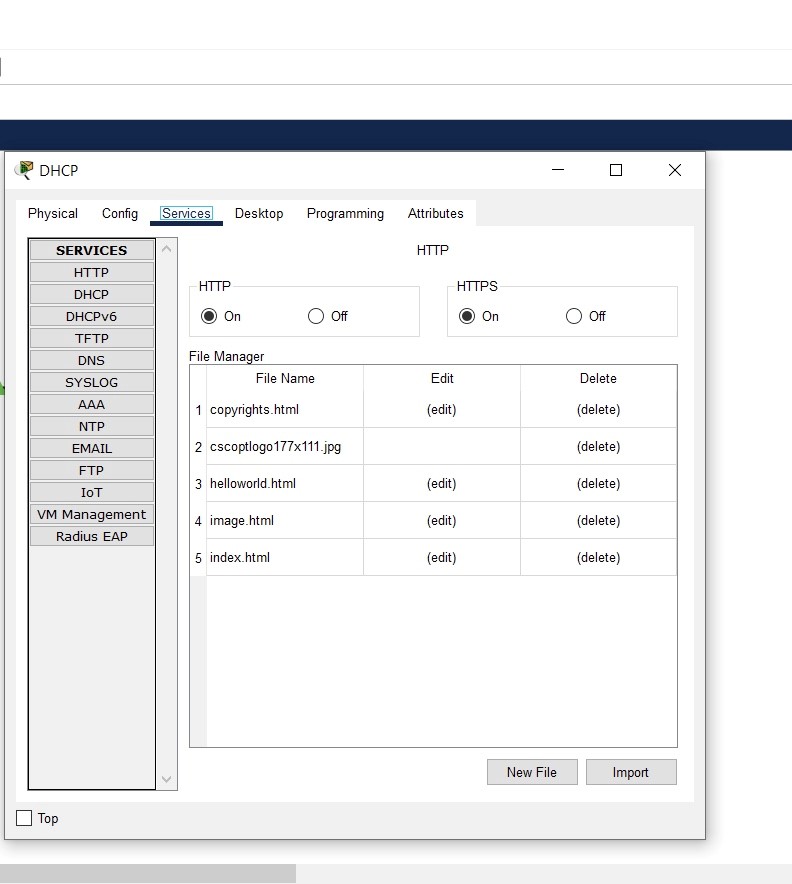 DHCP
Physical Config Services Desktop Programming Attributes
SERVICES
HTTP
DHCP
DHCPv6
TFTP
DNS
SYSLOG
AAA
NTP
EMAIL
FTP
IoT
VM Management
Radius EAP
HTTP
HTTP
On Off
HTTPS
On Off
File Manager
File Name Edit Delete
1 copyrights.html (edit) (delete)
2 cscoptlogo177x111.jpg (delete)
3 helloworld.html (edit) (delete)
4 image.html (edit) (delete)
5 index.html (edit) (delete)
New File Import
Top